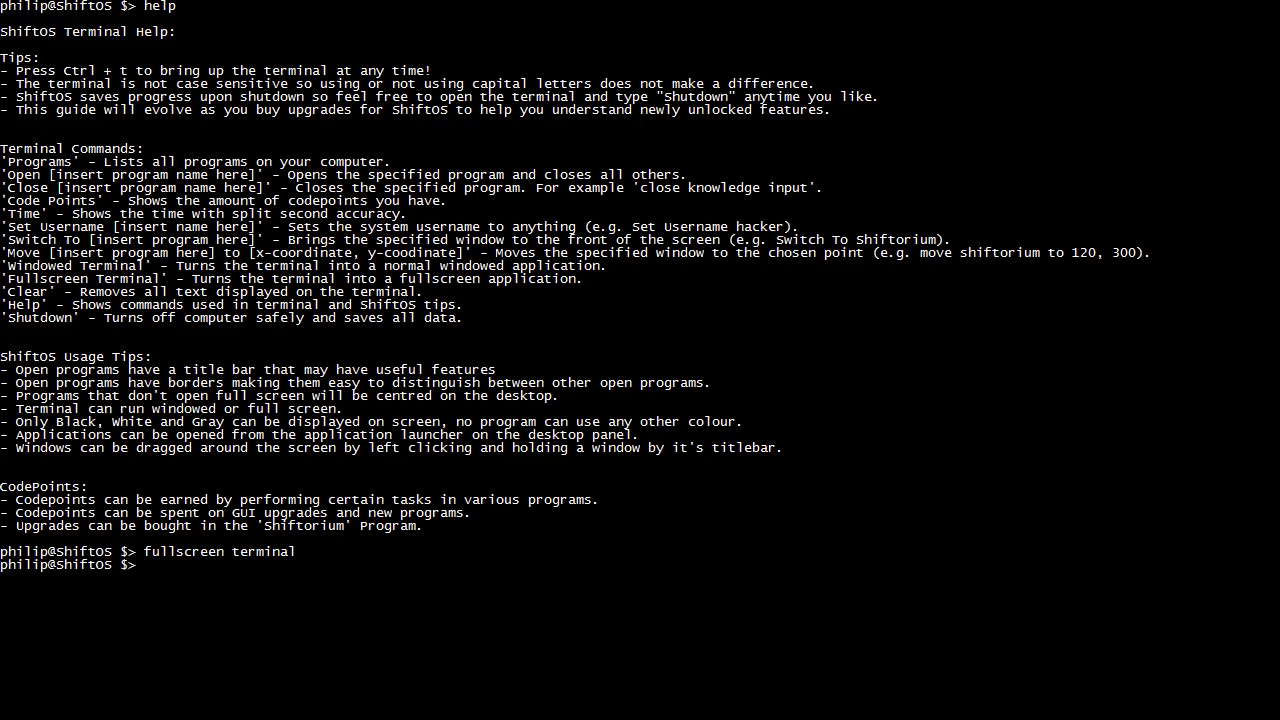 philip@ShiftOS $> help
ShiftOS Terminal Help:
Tips:
- Press Ctrl + t to bring up the terminal at any time!
- The terminal is not case sensitive so using or not using capital letters does not make a difference.
- ShiftOS saves progress upon shutdown so feel free to open the terminal and type "Shutdown" anytime you like.
- This guide will evolve as you buy upgrades for ShiftOS to help you understand newly unlocked features.
Terminal Commands:
'Programs' - Lists all programs on your computer.
'Open [insert program name here]' - Opens the specified program and closes all others.
'Close [insert program name here]' - Closes the specified program. For example 'close knowledge input'.
'Code Points' - Shows the amount of codepoints you have.
'Time' - Shows the time with split second accuracy.
'Set Username [insert name here]' - Sets the system username to anything (e.g. Set Username hacker).
'Switch To [insert program here]' - Brings the specified window to the front of the screen (e.g. Switch To Shiftorium).
'Move [insert program here] to [x-coordinate, y-coodinate]' - Moves the specified window to the chosen point (e.g. move shiftorium to 120, 300).
'Windowed Terminal' - Turns the terminal into a normal windowed application.
'Fullscreen Terminal' - Turns the terminal into a fullscreen application.
'Clear' - Removes all text displayed on the terminal.
'Help' - Shows commands used in terminal and ShiftOS tips.
'Shutdown' - Turns off computer safely and saves all data.
ShiftOS Usage Tips:
- Open programs have a title bar that may have useful features
- Open programs have borders making them easy to distinguish between other open programs.
- Programs that don't open full screen will be centred on the desktop.
- Terminal can run windowed or full screen.
- Only Black, White and Gray can be displayed on screen, no program can use any other colour.
- Applications can be opened from the application launcher on the desktop panel.
- Windows can be dragged around the screen by left clicking and holding a window by it's titlebar.
CodePoints:
- Codepoints can be earned by performing certain tasks in various programs.
- Codepoints can be spent on GUI upgrades and new programs.
- Upgrades can be bought in the 'Shiftorium' Program.
philip@ShiftOS $> fullscreen terminal
philip@ShiftOS $>